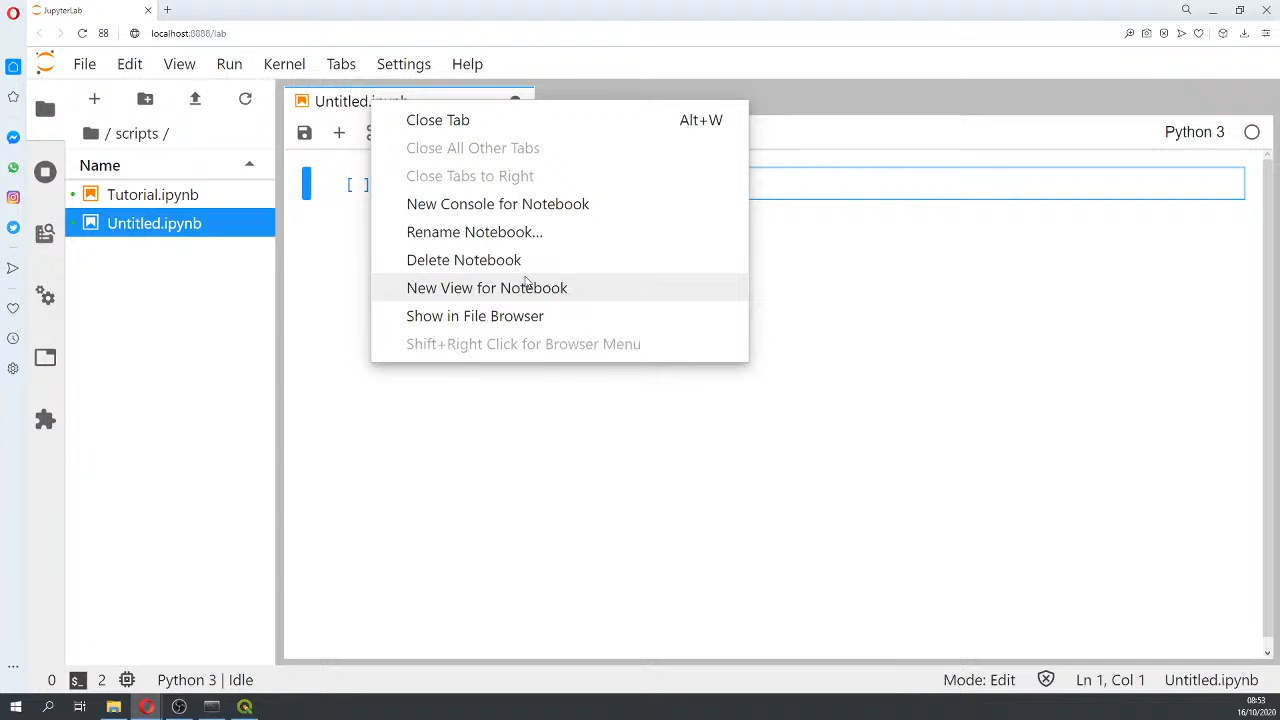 JupyterLab
localhost:8888/lab
File Edit View Run Kernel Tabs Settings Help
/ scripts /
Name
Tutorial.ipynb
Untitled.ipynb
Untitled.ipynb
Python 3
[ ]
Close Tab Alt+W
Close All Other Tabs
Close Tabs to Right
New Console for Notebook
Rename Notebook...
Delete Notebook
New View for Notebook
Show in File Browser
Shift+Right Click for Browser Menu
0 $_ 2 Python 3 | Idle Mode: Edit Ln 1, Col 1 Untitled.ipynb
08:53
16/10/2020